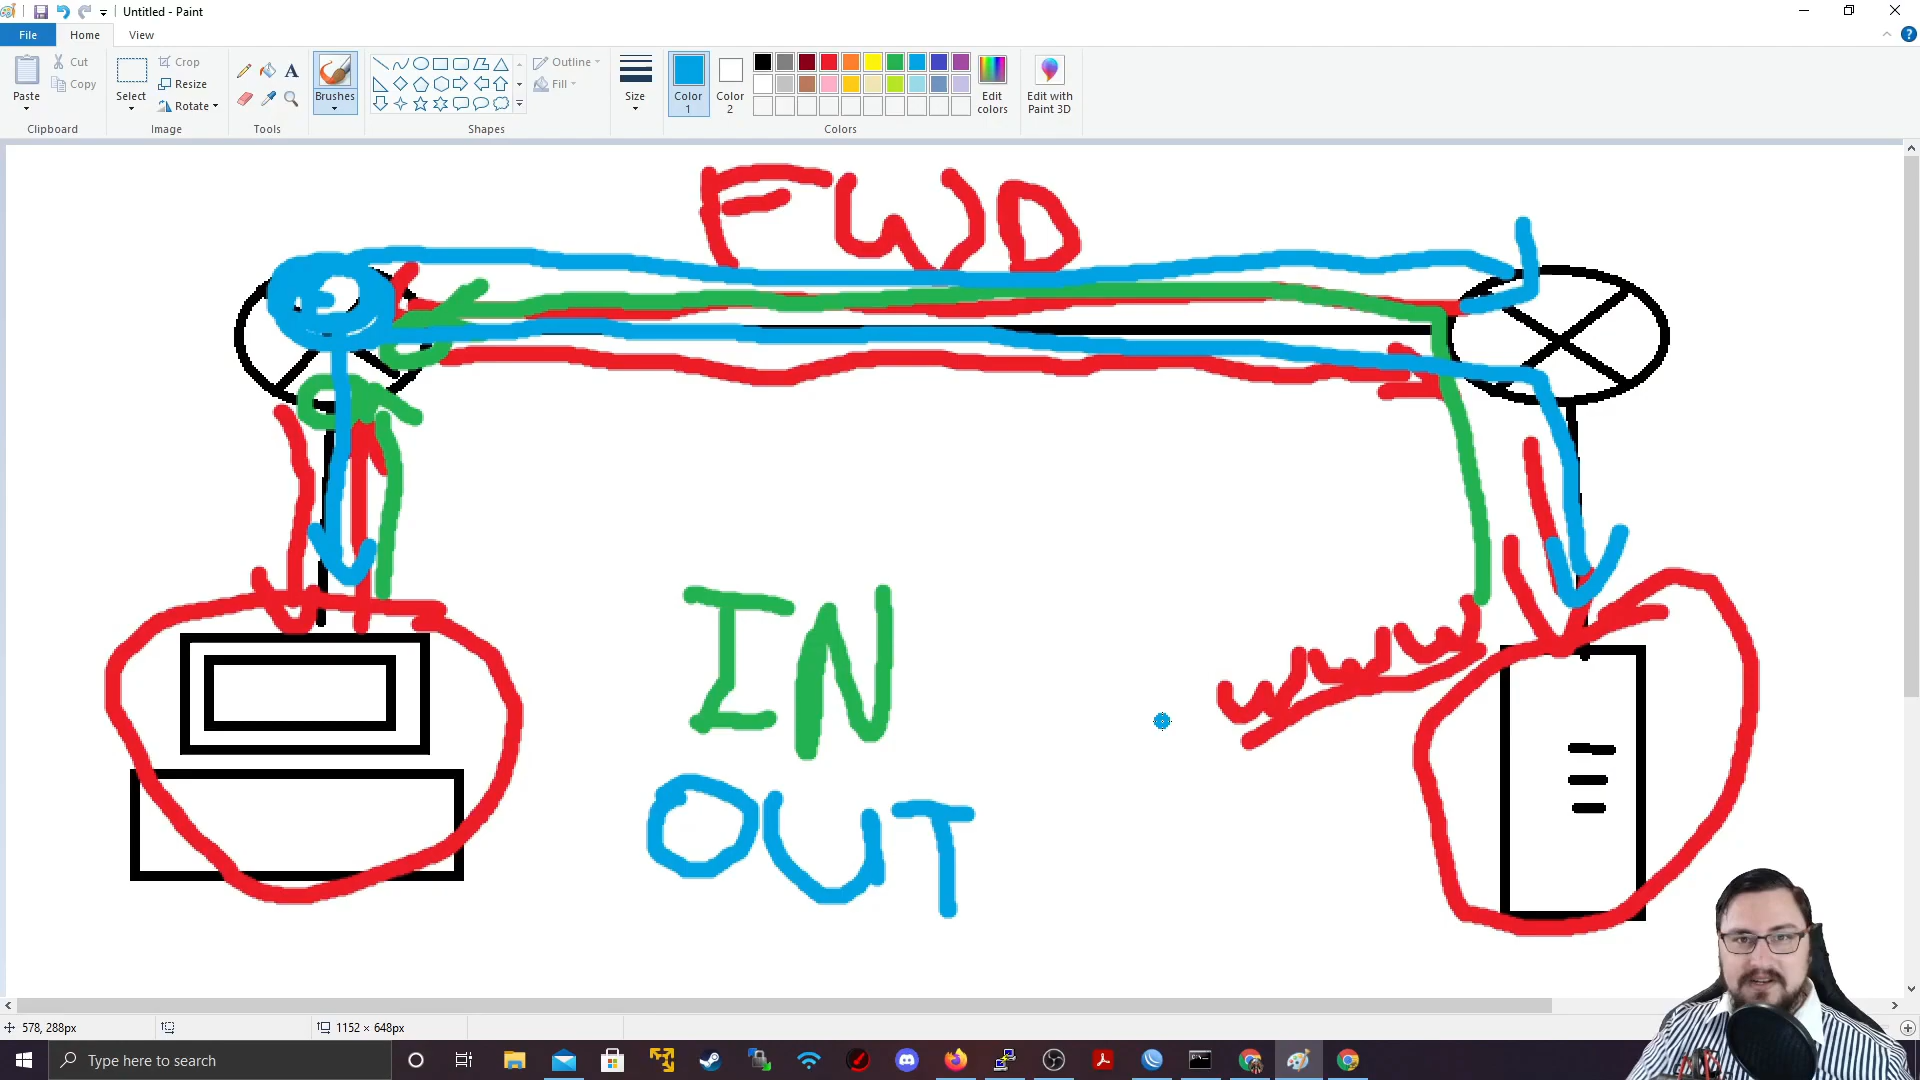 Untitled - Paint
File Home View
Paste
Cut
Copy
Clipboard
Select
Crop
Resize
Rotate
Image
A
Tools
Brushes
Outline
Fill
Shapes
Size
Color
1
Color
2
Edit
colors
Colors
Edit with
Paint 3D
FWD
IN
OUT
www
578, 288px
1152 × 648px
Type here to search